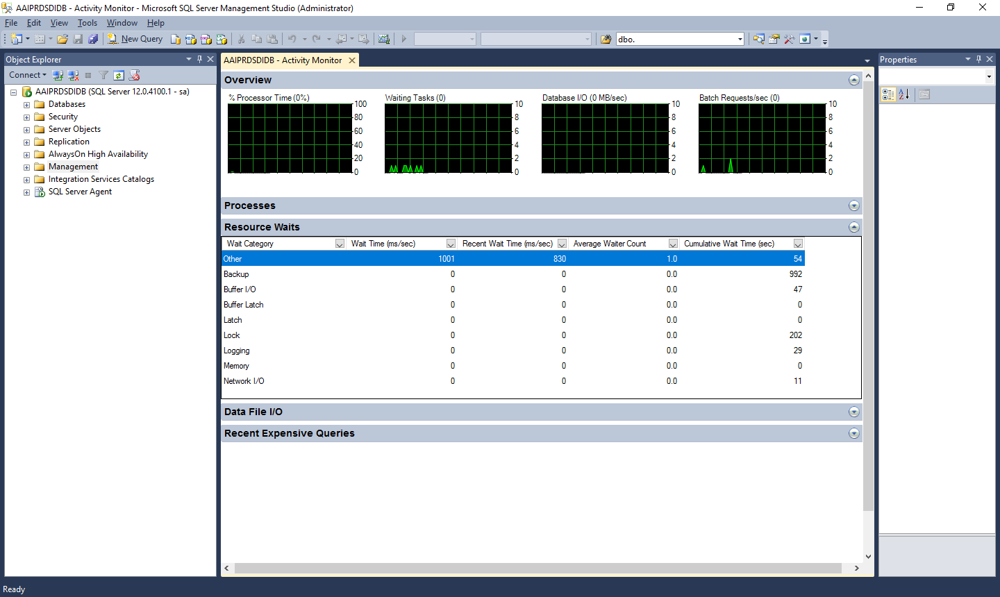 AAIPRDSDIDB - Activity Monitor - Microsoft SQL Server Management Studio (Administrator)
File Edit View Tools Window Help
New Query dbo.
Object Explorer
Connect
AAIPRDSDIDB (SQL Server 12.0.4100.1 - sa)
Databases
Security
Server Objects
Replication
AlwaysOn High Availability
Management
Integration Services Catalogs
SQL Server Agent
AAIPRDSDIDB - Activity Monitor
Overview
% Processor Time (0%)
100
80
60
40
20
0
Waiting Tasks (0)
10
8
6
4
2
0
Database I/O (0 MB/sec)
10
8
6
4
2
0
Batch Requests/sec (0)
10
8
6
4
2
0
Processes
Resource Waits
Wait Category Wait Time (ms/sec) Recent Wait Time (ms/sec) Average Waiter Count Cumulative Wait Time (sec)
Other 1001 830 1.0 54
Backup 0 0 0.0 992
Buffer I/O 0 0 0.0 47
Buffer Latch 0 0 0.0 0
Latch 0 0 0.0 0
Lock 0 0 0.0 202
Logging 0 0 0.0 29
Memory 0 0 0.0 0
Network I/O 0 0 0.0 11
Data File I/O
Recent Expensive Queries
Properties
Ready